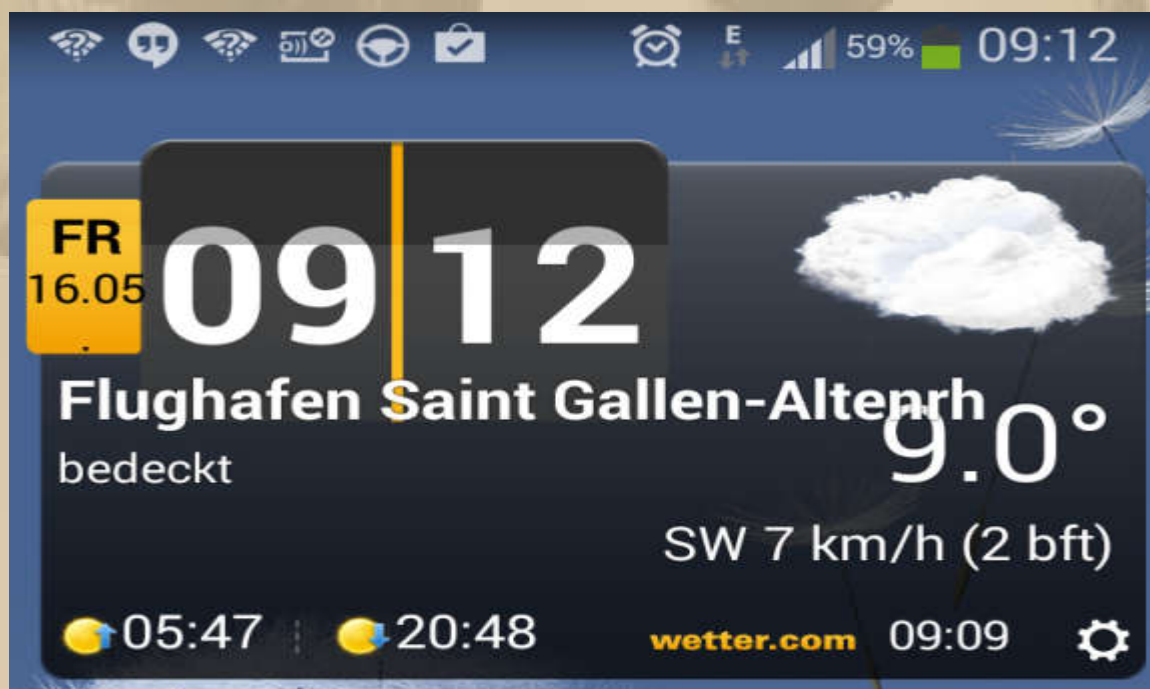 E 59% 09:12
FR
16.05
.
09 12
Flughafen Saint Gallen-Altenrh
9.0°
bedeckt
SW 7 km/h (2 bft)
05:47 20:48 wetter.com 09:09